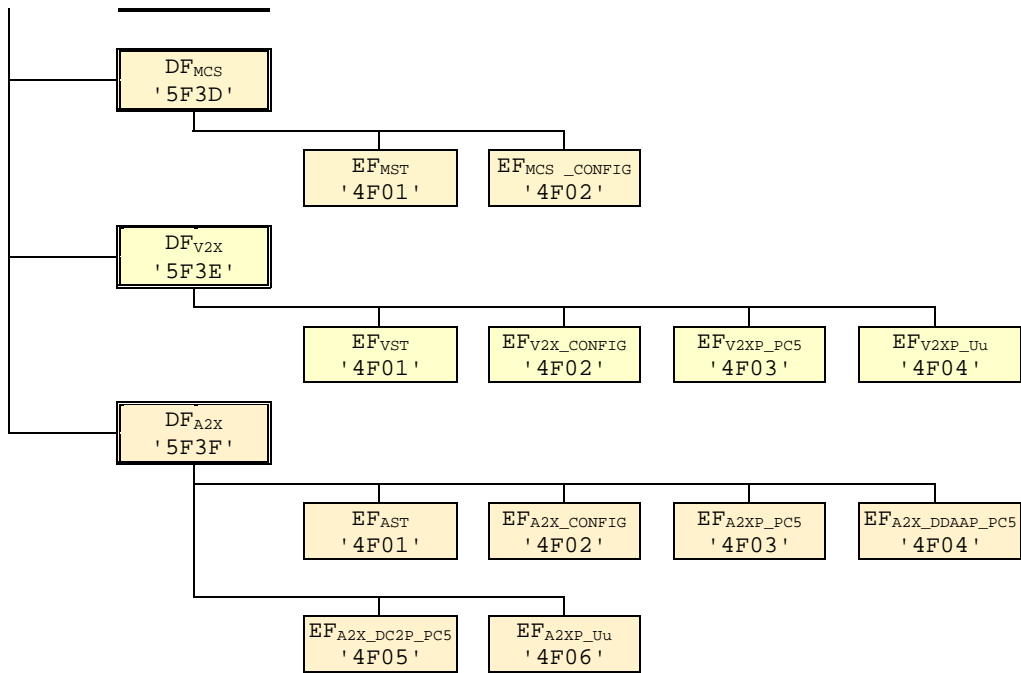 DFMCS
'5F3D'
EFMST
'4F01'
EFMCS _CONFIG
'4F02'
DFV2X
'5F3E'
EFVST
'4F01'
EFV2X_CONFIG
'4F02'
EFV2XP_PC5
'4F03'
EFV2XP_Uu
'4F04'
DFA2X
'5F3F'
EFAST
'4F01'
EFA2X_CONFIG
'4F02'
EFA2XP_PC5
'4F03'
EFA2X_DDAAP_PC5
'4F04'
EFA2X_DC2P_PC5
'4F05'
EFA2XP_Uu
'4F06'